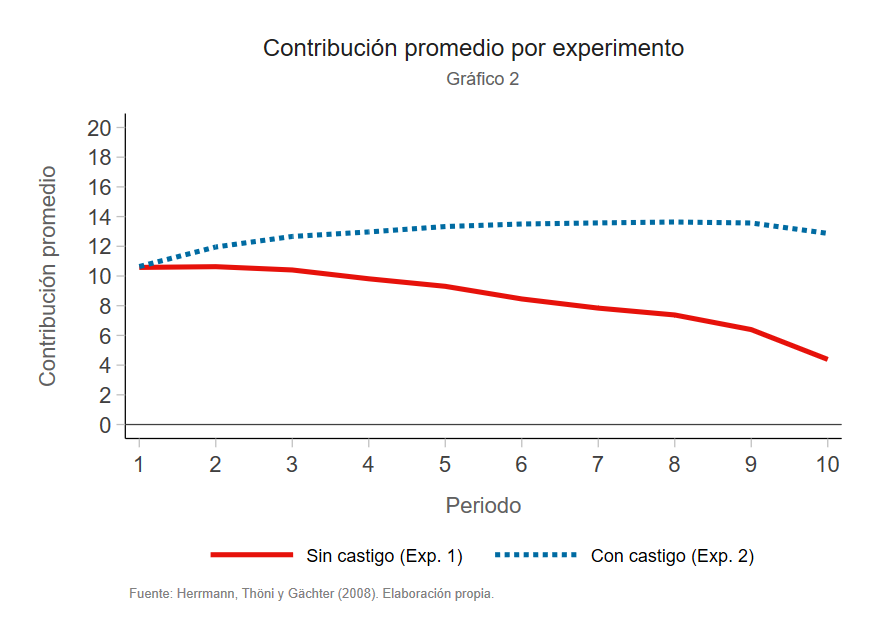 Contribución promedio por experimento
Gráfico 2
Contribución promedio
20
18
16
14
12
10
8
6
4
2
0
1 2 3 4 5 6 7 8 9 10
Periodo
Sin castigo (Exp. 1) Con castigo (Exp. 2)
Fuente: Herrmann, Thöni y Gächter (2008). Elaboración propia.